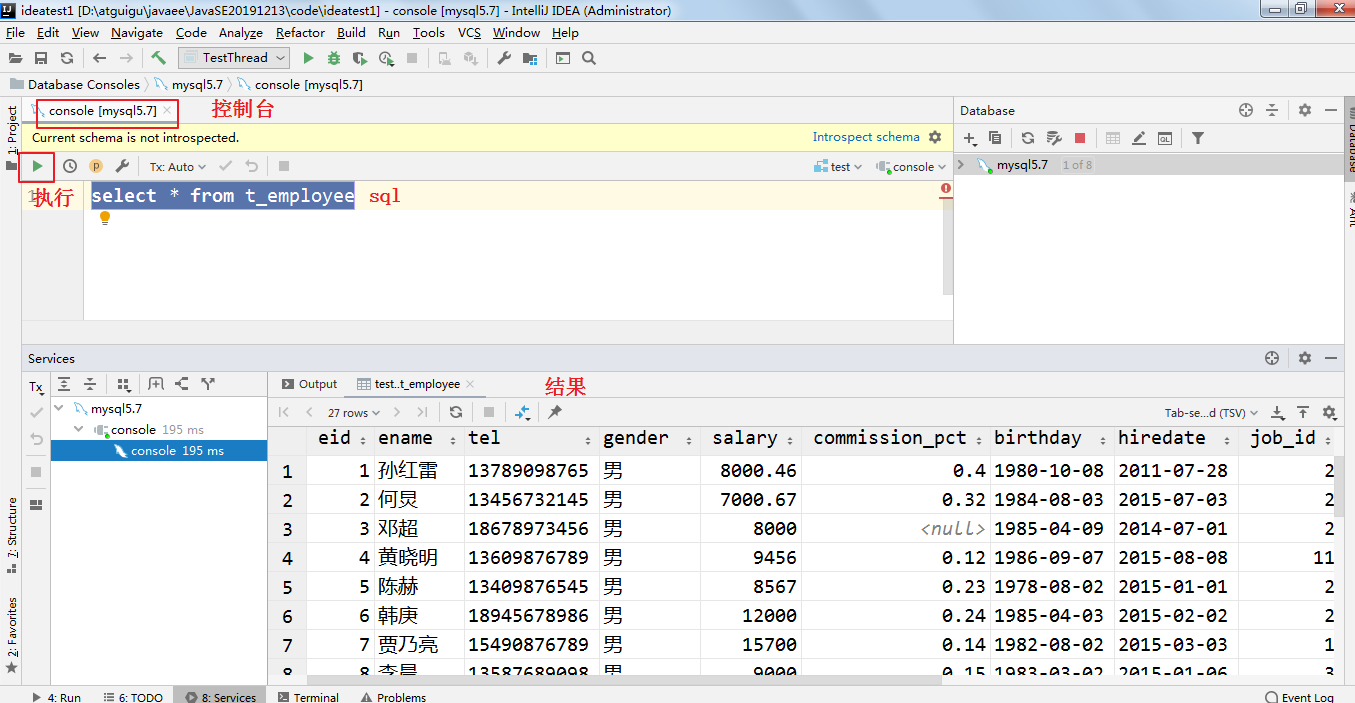 ideatest1 [D:\atguigu\javaee\JavaSE20191213\code\ideatest1] - console [mysql5.7] - IntelliJ IDEA (Administrator)
File Edit View Navigate Code Analyze Refactor Build Run Tools VCS Window Help
TestThread
Database Consoles mysql5.7 console [mysql5.7]
1: Project
console [mysql5.7] 控制台
Database
Current schema is not introspected. Introspect schema
Tx: Auto test console
mysql5.7 1 of 8
Database
Ant
执行 select * from t_employee sql
Services
Tx
mysql5.7
console 195 ms
console 195 ms
Output test..t_employee 结果
27 rows Tab-se...d (TSV)
eid ename tel gender salary commission_pct birthday hiredate job_id
1 1 孙红雷 13789098765 男 8000.46 0.4 1980-10-08 2011-07-28 2
2 2 何炅 13456732145 男 7000.67 0.32 1984-08-03 2015-07-03 2
3 3 邓超 18678973456 男 8000 <null> 1985-04-09 2014-07-01 2
4 4 黄晓明 13609876789 男 9456 0.12 1986-09-07 2015-08-08 11
5 5 陈赫 13409876545 男 8567 0.23 1978-08-02 2015-01-01 2
6 6 韩庚 18945678986 男 12000 0.24 1985-04-03 2015-02-02 2
7 7 贾乃亮 15490876789 男 15700 0.14 1982-08-02 2015-03-03 1
8 8 李晨 13587689098 男 9000 0.15 1983-03-02 2015-01-06 3
7: Structure
2: Favorites
4: Run 6: TODO 8: Services Terminal Problems Event Log